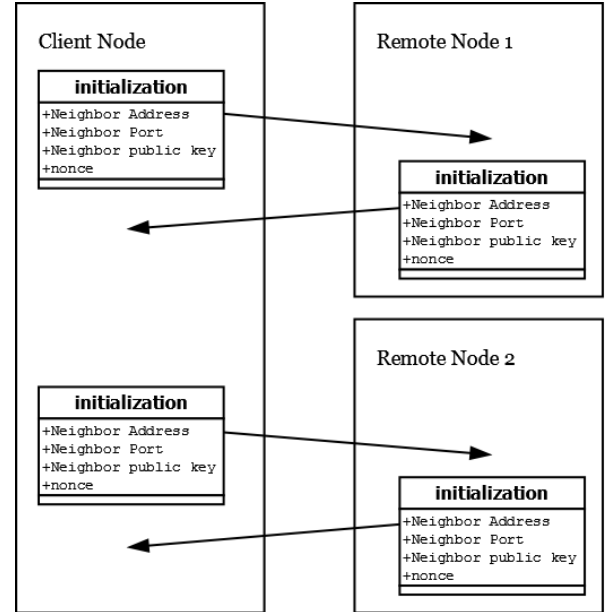 Client Node
initialization
+Neighbor Address
+Neighbor Port
+Neighbor public key
+nonce
Remote Node 1
initialization
+Neighbor Address
+Neighbor Port
+Neighbor public key
+nonce
initialization
+Neighbor Address
+Neighbor Port
+Neighbor public key
+nonce
Remote Node 2
initialization
+Neighbor Address
+Neighbor Port
+Neighbor public key
+nonce